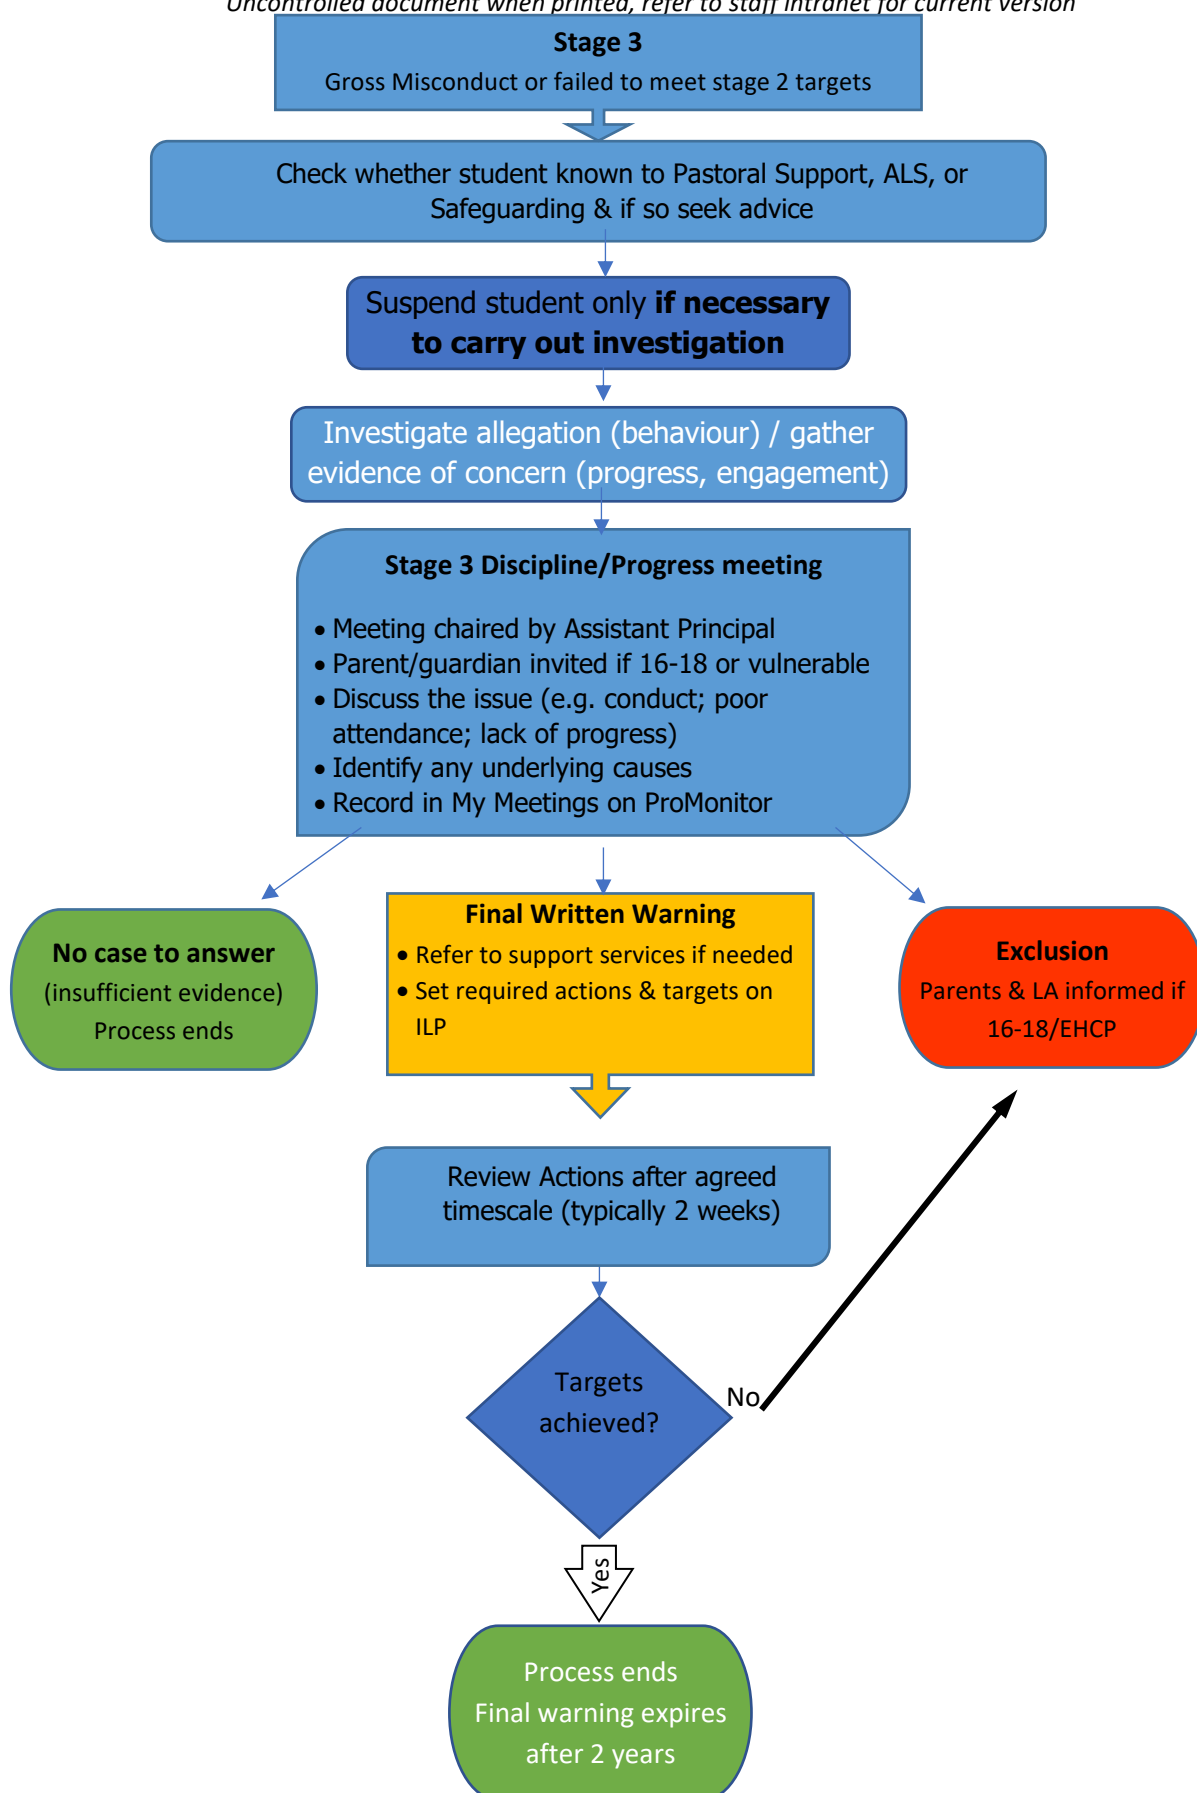 Uncontrolled document when printed, refer to staff intranet for current version
Stage 3
Gross Misconduct or failed to meet stage 2 targets
Check whether student known to Pastoral Support, ALS, or
Safeguarding & if so seek advice
Suspend student only if necessary
to carry out investigation
Investigate allegation (behaviour) / gather
evidence of concern (progress, engagement)
Stage 3 Discipline/Progress meeting
• Meeting chaired by Assistant Principal
• Parent/guardian invited if 16-18 or vulnerable
• Discuss the issue (e.g. conduct; poor
attendance; lack of progress)
• Identify any underlying causes
• Record in My Meetings on ProMonitor
No case to answer
(insufficient evidence)
Process ends
Final Written Warning
• Refer to support services if needed
• Set required actions & targets on
ILP
Exclusion
Parents & LA informed if
16-18/EHCP
Review Actions after agreed
timescale (typically 2 weeks)
Targets
achieved?
No
Yes
Process ends
Final warning expires
after 2 years